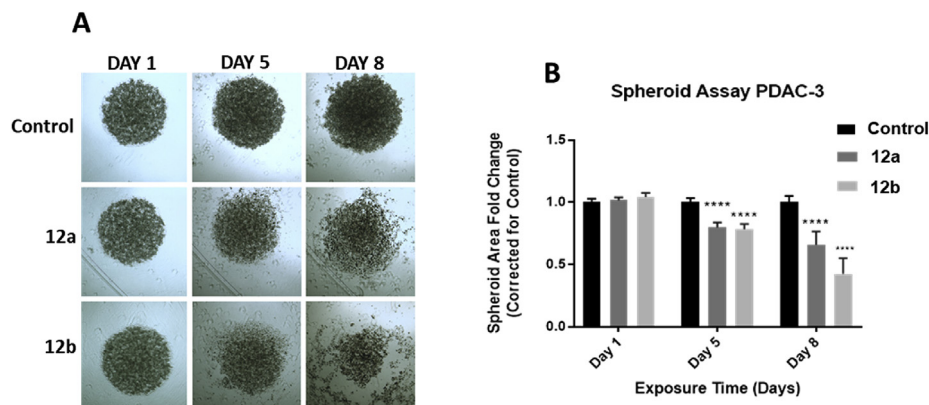 A
DAY 1 DAY 5 DAY 8
Control
12a
12b
B
Spheroid Assay PDAC-3
Spheroid Area Fold Change
(Corrected for Control)
1.5
1.0
0.5
0.0
Control
12a
12b
**** ****
**** ****
Day 1 Day 5 Day 8
Exposure Time (Days)